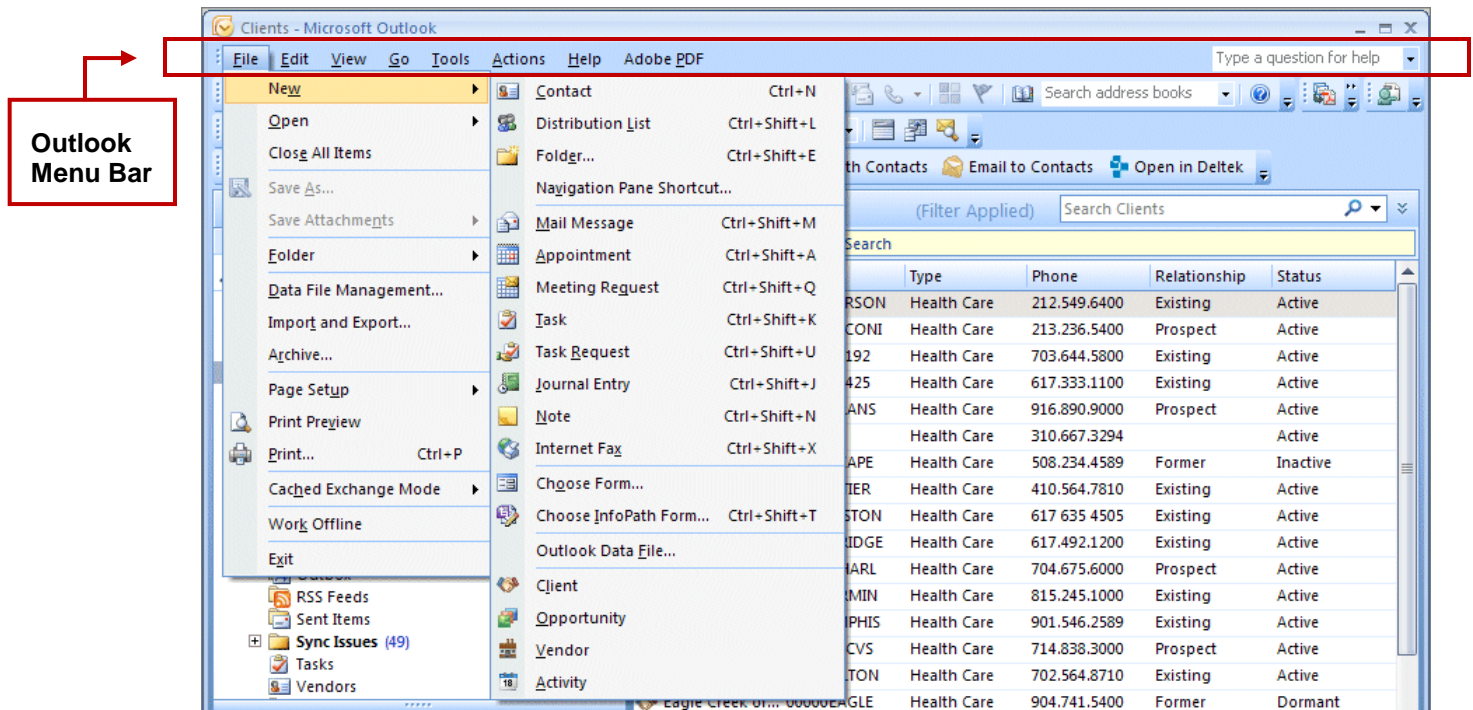 Clients - Microsoft Outlook
File Edit View Go Tools Actions Help Adobe PDF Type a question for help
Outlook
Menu Bar
New
Open
Close All Items
Save As...
Save Attachments
Folder
Data File Management...
Import and Export...
Archive...
Page Setup
Print Preview
Print... Ctrl+P
Cached Exchange Mode
Work Offline
Exit
Contact Ctrl+N
Distribution List Ctrl+Shift+L
Folder... Ctrl+Shift+E
Navigation Pane Shortcut...
Mail Message Ctrl+Shift+M
Appointment Ctrl+Shift+A
Meeting Request Ctrl+Shift+Q
Task Ctrl+Shift+K
Task Request Ctrl+Shift+U
Journal Entry Ctrl+Shift+J
Note Ctrl+Shift+N
Internet Fax Ctrl+Shift+X
Choose Form...
Choose InfoPath Form... Ctrl+Shift+T
Outlook Data File...
Client
Opportunity
Vendor
Activity
Search address books
th Contacts Email to Contacts Open in Deltek
(Filter Applied) Search Clients
Search
Type Phone Relationship Status
RSON Health Care 212.549.6400 Existing Active
CONI Health Care 213.236.5400 Prospect Active
192 Health Care 703.644.5800 Existing Active
425 Health Care 617.333.1100 Existing Active
ANS Health Care 916.890.9000 Prospect Active
Health Care 310.667.3294 Active
APE Health Care 508.234.4589 Former Inactive
TIER Health Care 410.564.7810 Existing Active
STON Health Care 617 635 4505 Existing Active
IDGE Health Care 617.492.1200 Existing Active
HARL Health Care 704.675.6000 Prospect Active
RMIN Health Care 815.245.1000 Existing Active
PHIS Health Care 901.546.2589 Existing Active
CVS Health Care 714.838.3000 Prospect Active
TON Health Care 702.564.8710 Existing Active
Eagle Creek or... 00000EAGLE Health Care 904.741.5400 Former Dormant
Outbox
RSS Feeds
Sent Items
Sync Issues (49)
Tasks
Vendors